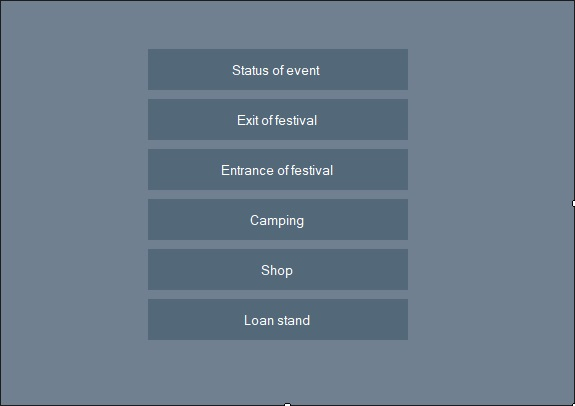 Status of event
Exit of festival
Entrance of festival
Camping
Shop
Loan stand